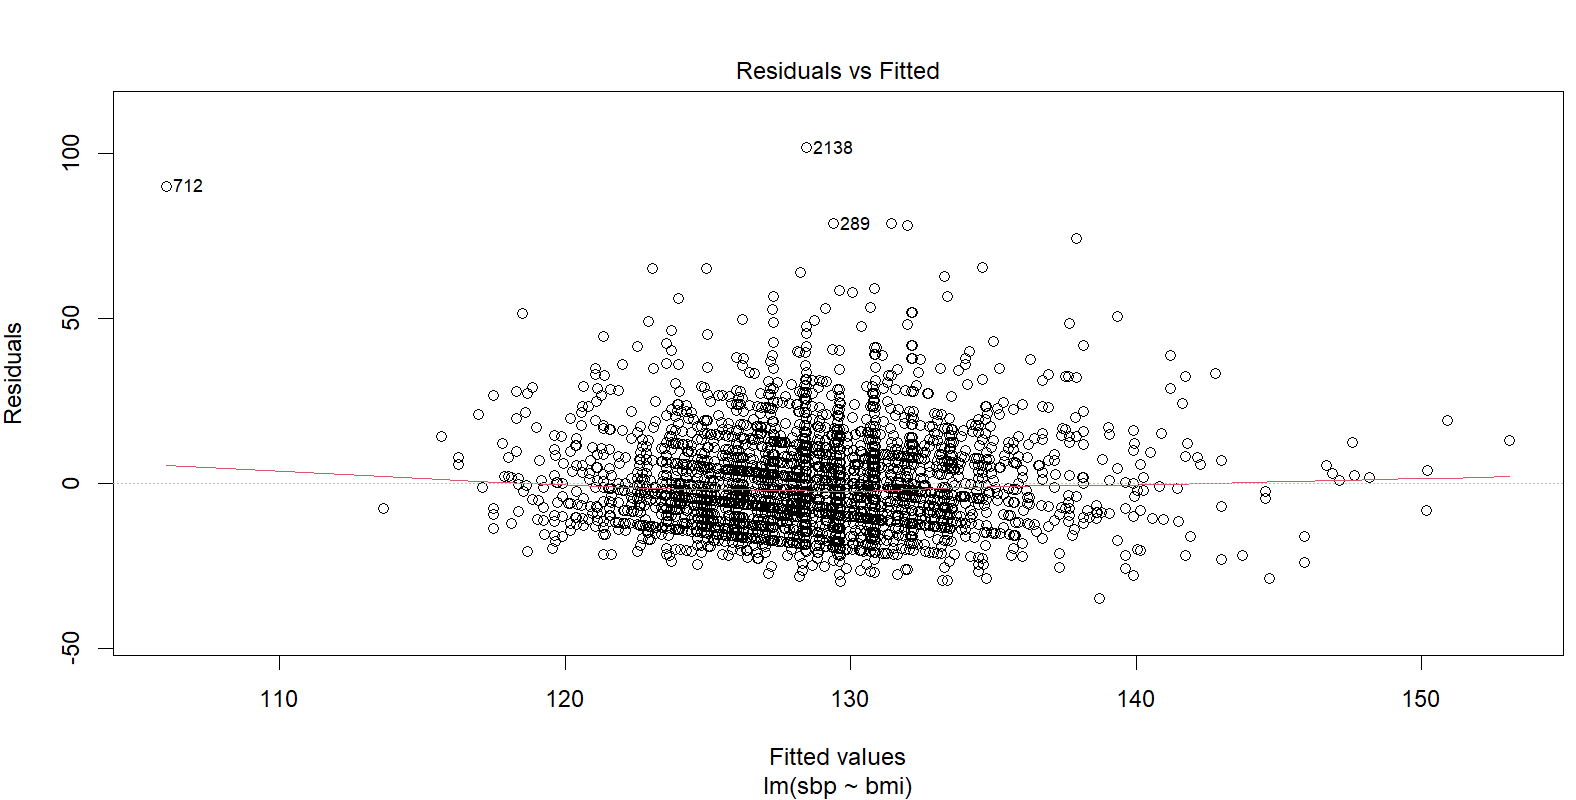 Residuals vs Fitted
Residuals
100
50
0
-50
2138
712
289
110 120 130 140 150
Fitted values
lm(sbp ~ bmi)